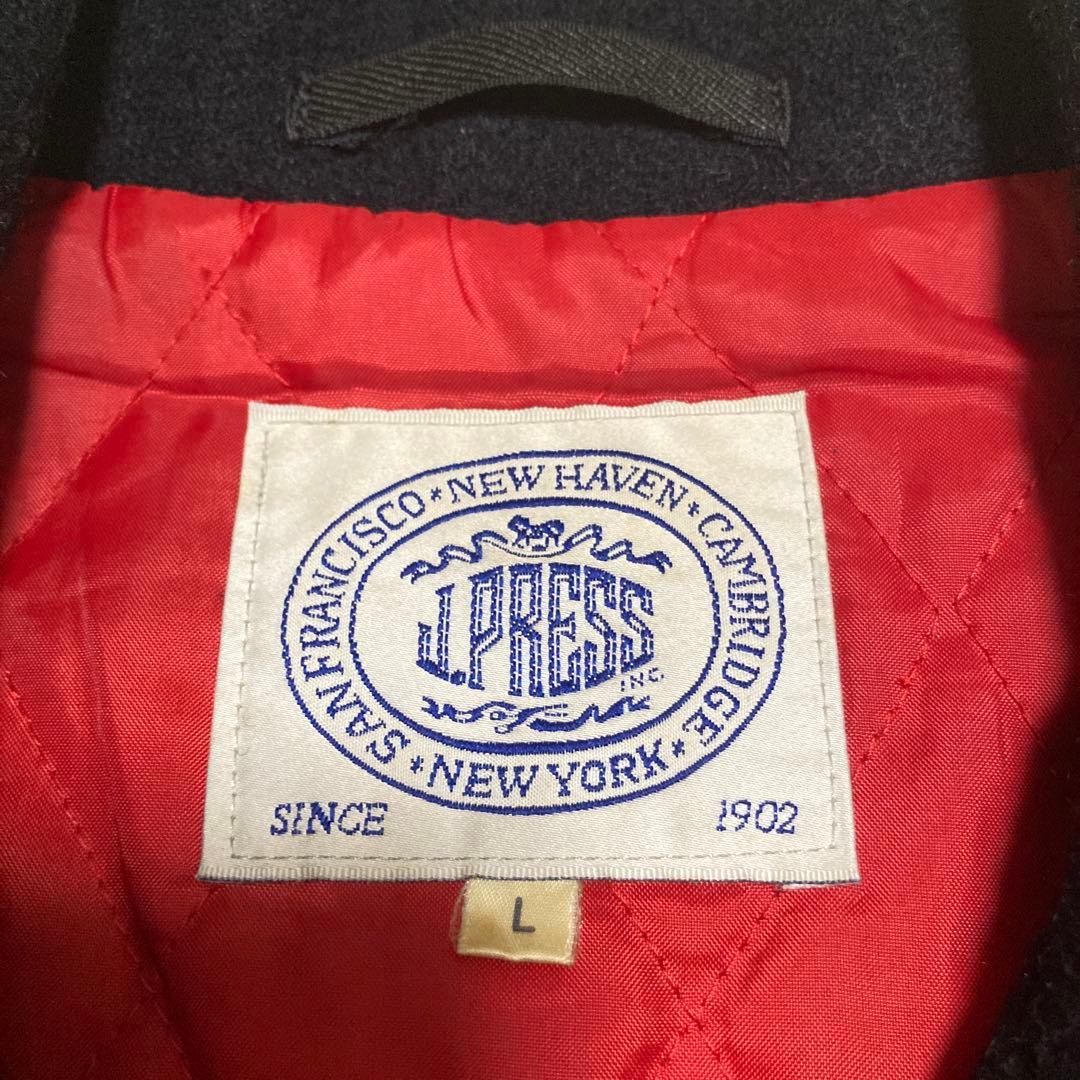 SAN FRANCISCO * NEW HAVEN * CAMBRIDGE * NEW YORK *
J.PRESS
INC.
SINCE 1902
L